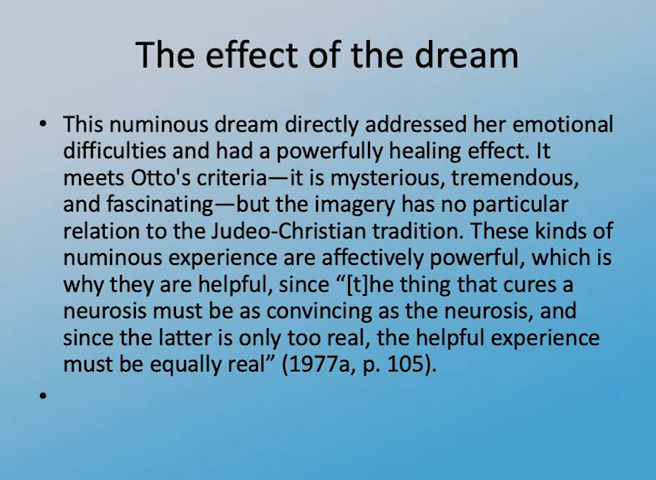 The effect of the dream
• This numinous dream directly addressed her emotional
difficulties and had a powerfully healing effect. It
meets Otto's criteria—it is mysterious, tremendous,
and fascinating—but the imagery has no particular
relation to the Judeo-Christian tradition. These kinds of
numinous experience are affectively powerful, which is
why they are helpful, since “[t]he thing that cures a
neurosis must be as convincing as the neurosis, and
since the latter is only too real, the helpful experience
must be equally real” (1977a, p. 105).
•